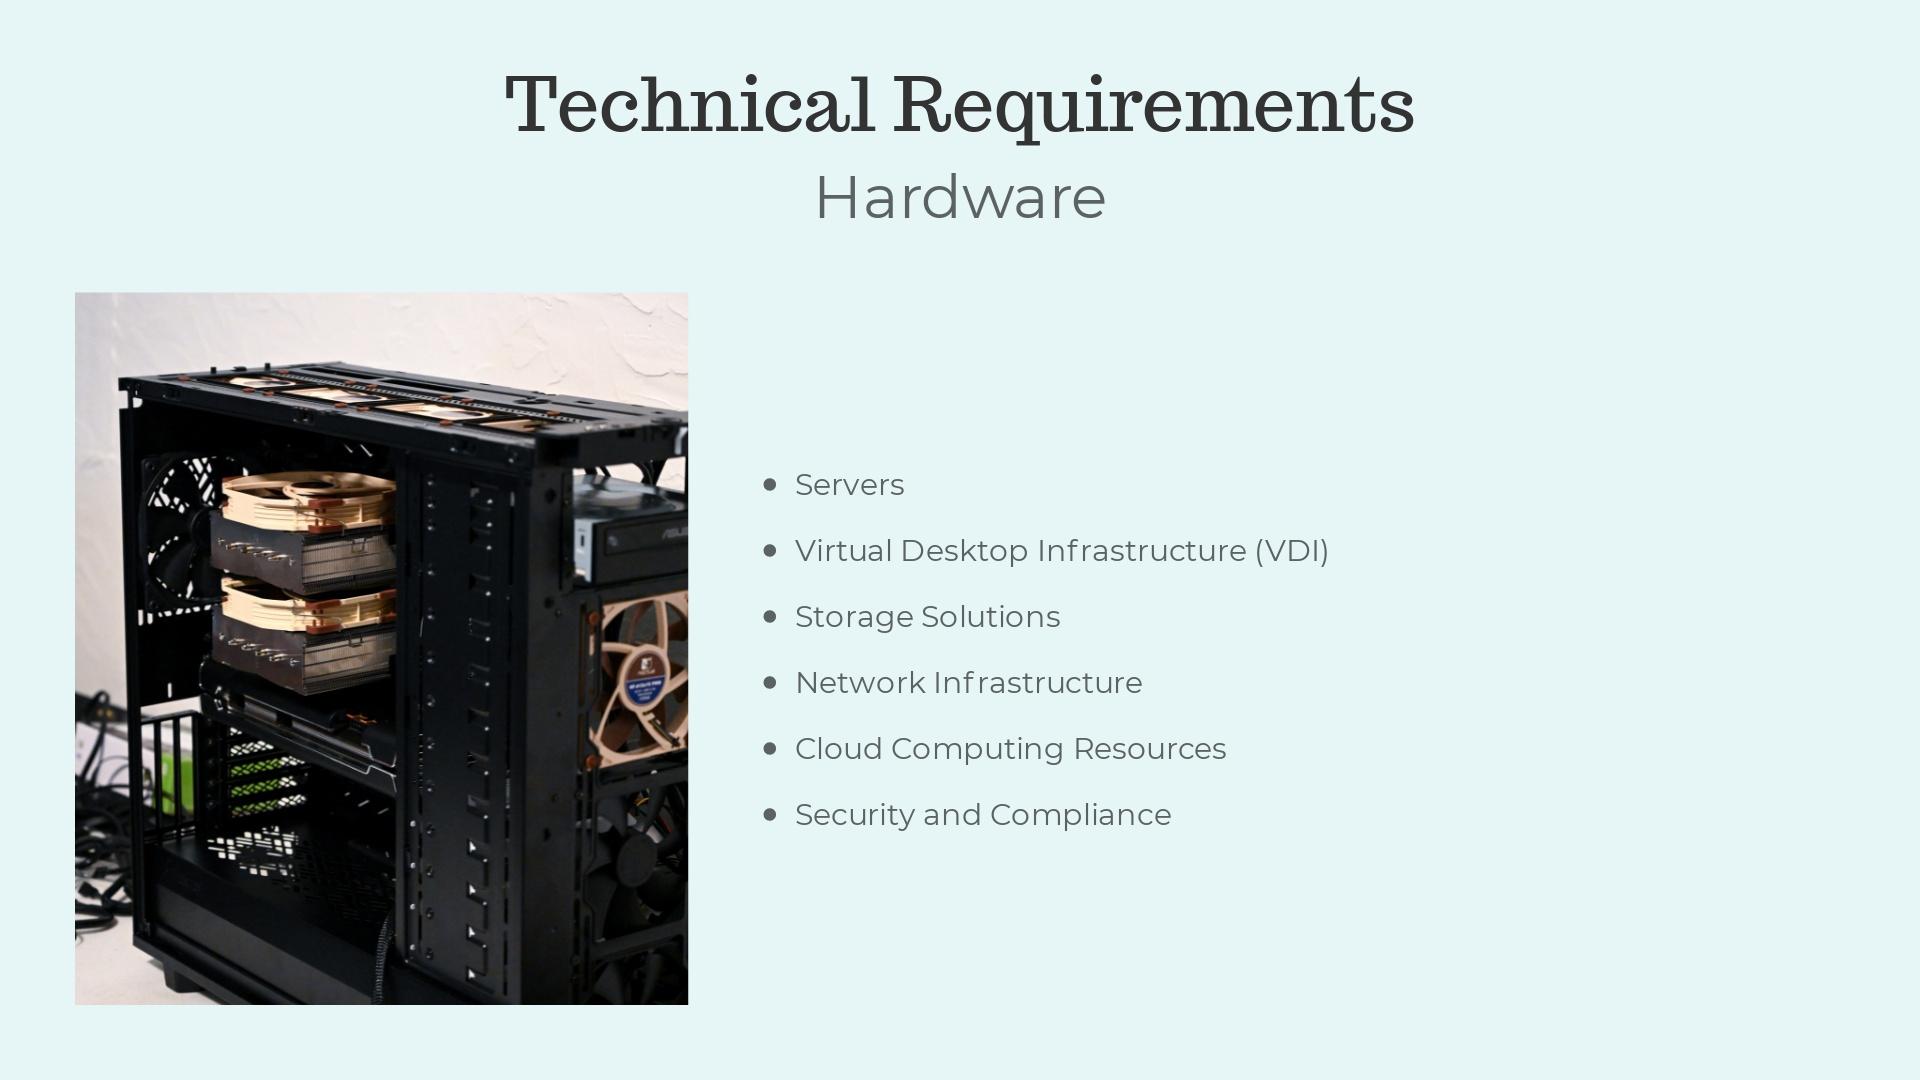 Technical Requirements
Hardware
• Servers
• Virtual Desktop Infrastructure (VDI)
• Storage Solutions
• Network Infrastructure
• Cloud Computing Resources
• Security and Compliance